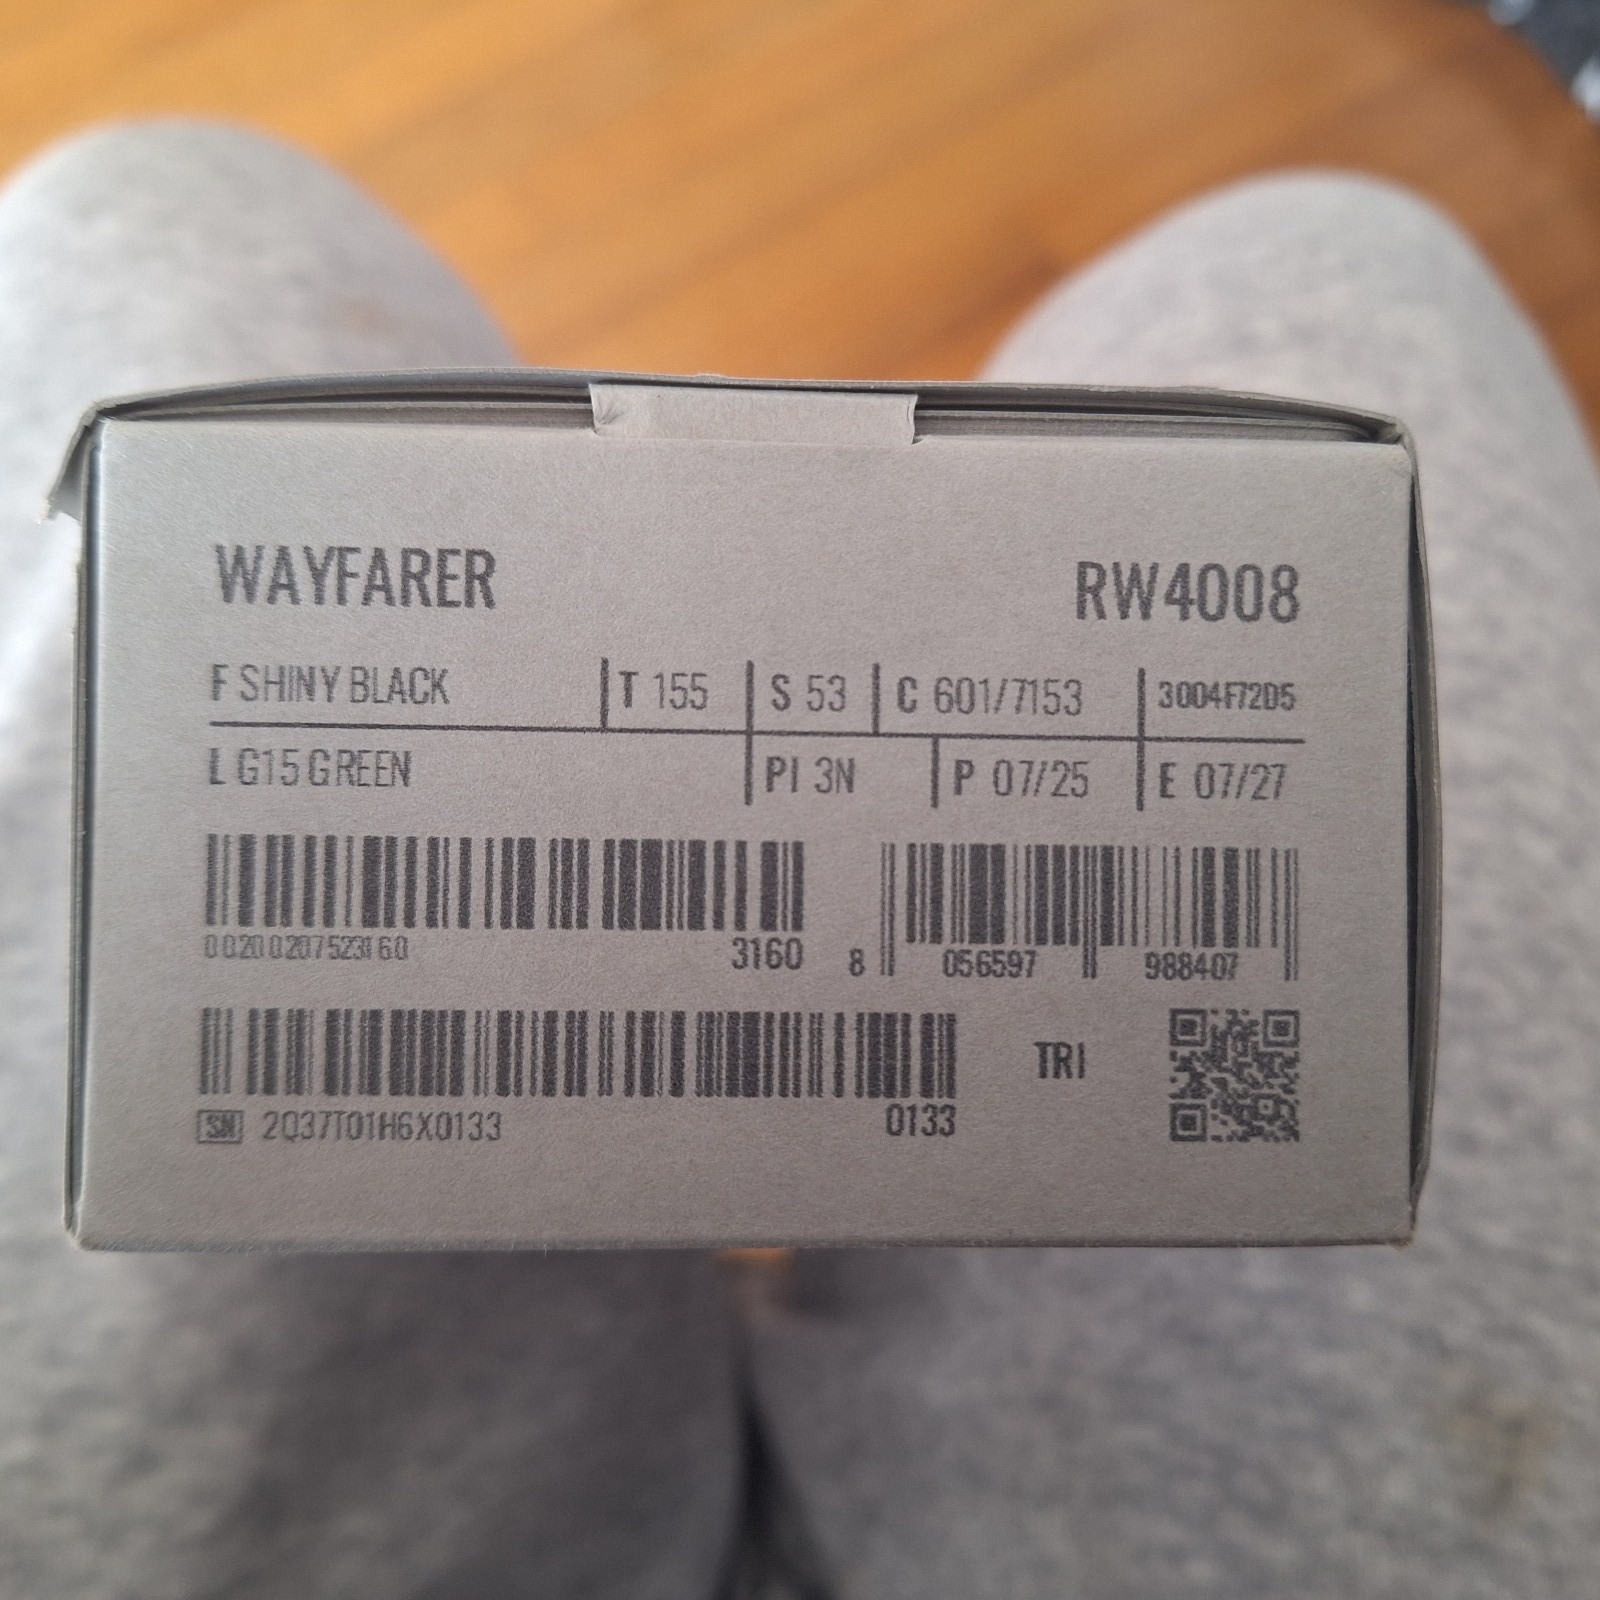 WAYFARER RW4008
F SHINY BLACK T 155 S 53 C 601/7153 3004F72D5
L G15 GREEN PI 3N P 07/25 E 07/27
00200207523160 3160 8 056597 988407
TRI
SN 2Q37T01H6X0133 0133